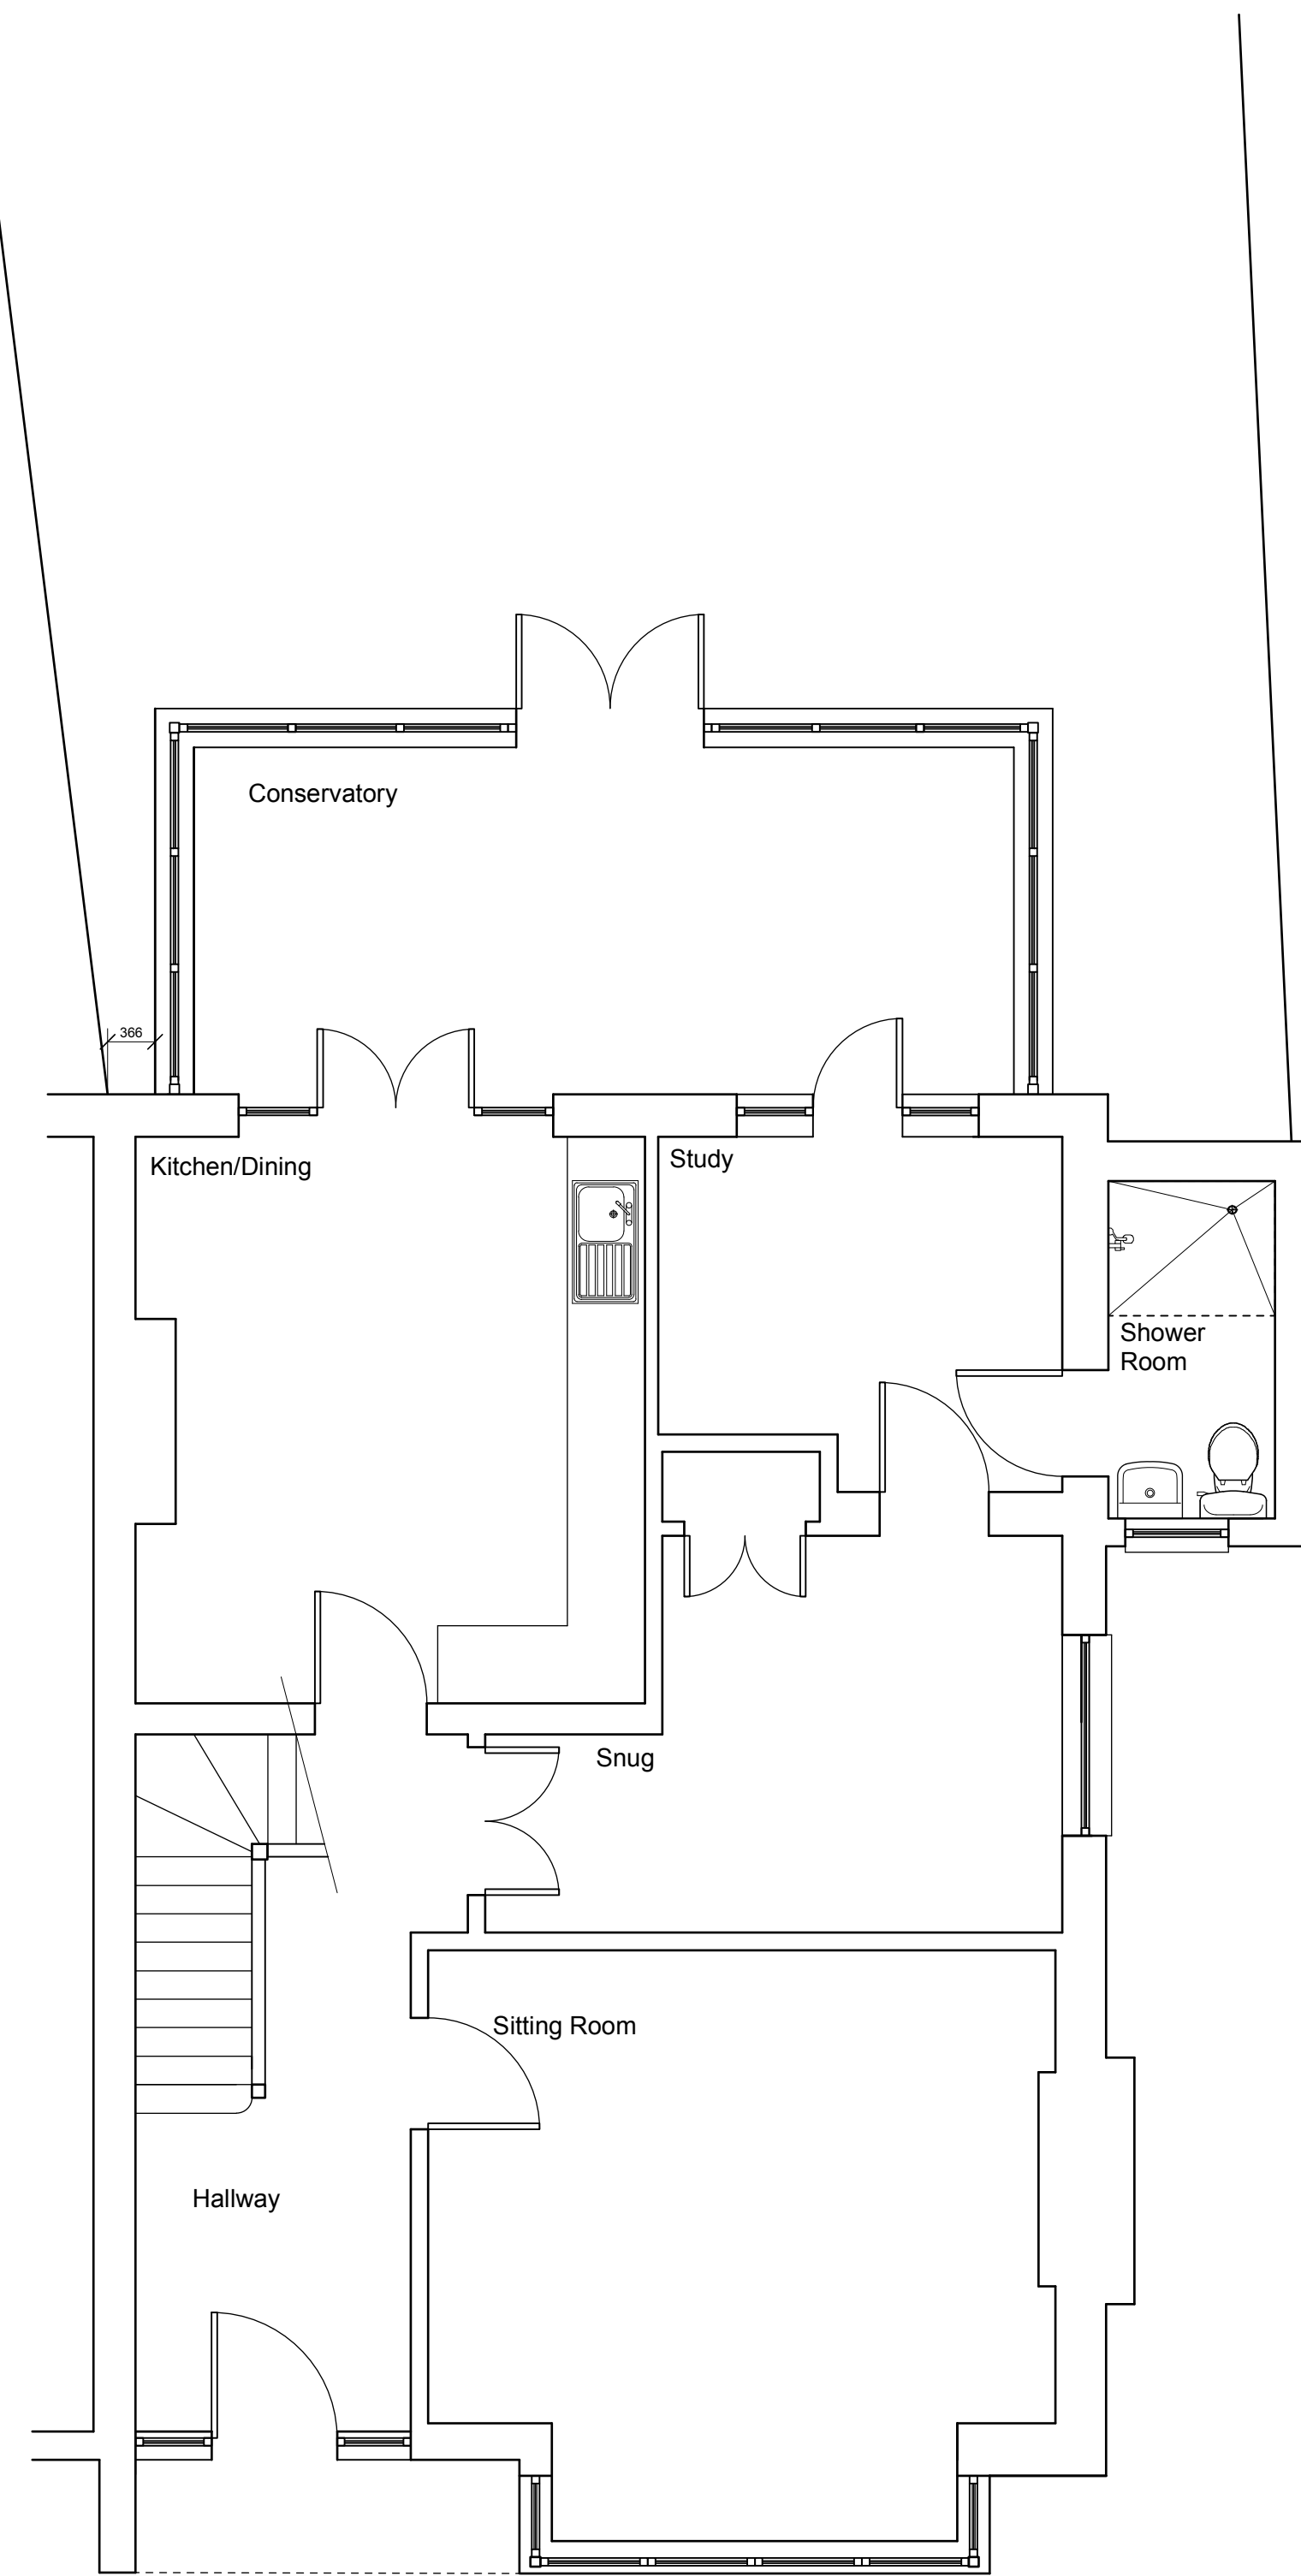 Conservatory
366
Kitchen/Dining
Study
Shower
Room
Snug
Sitting Room
Hallway